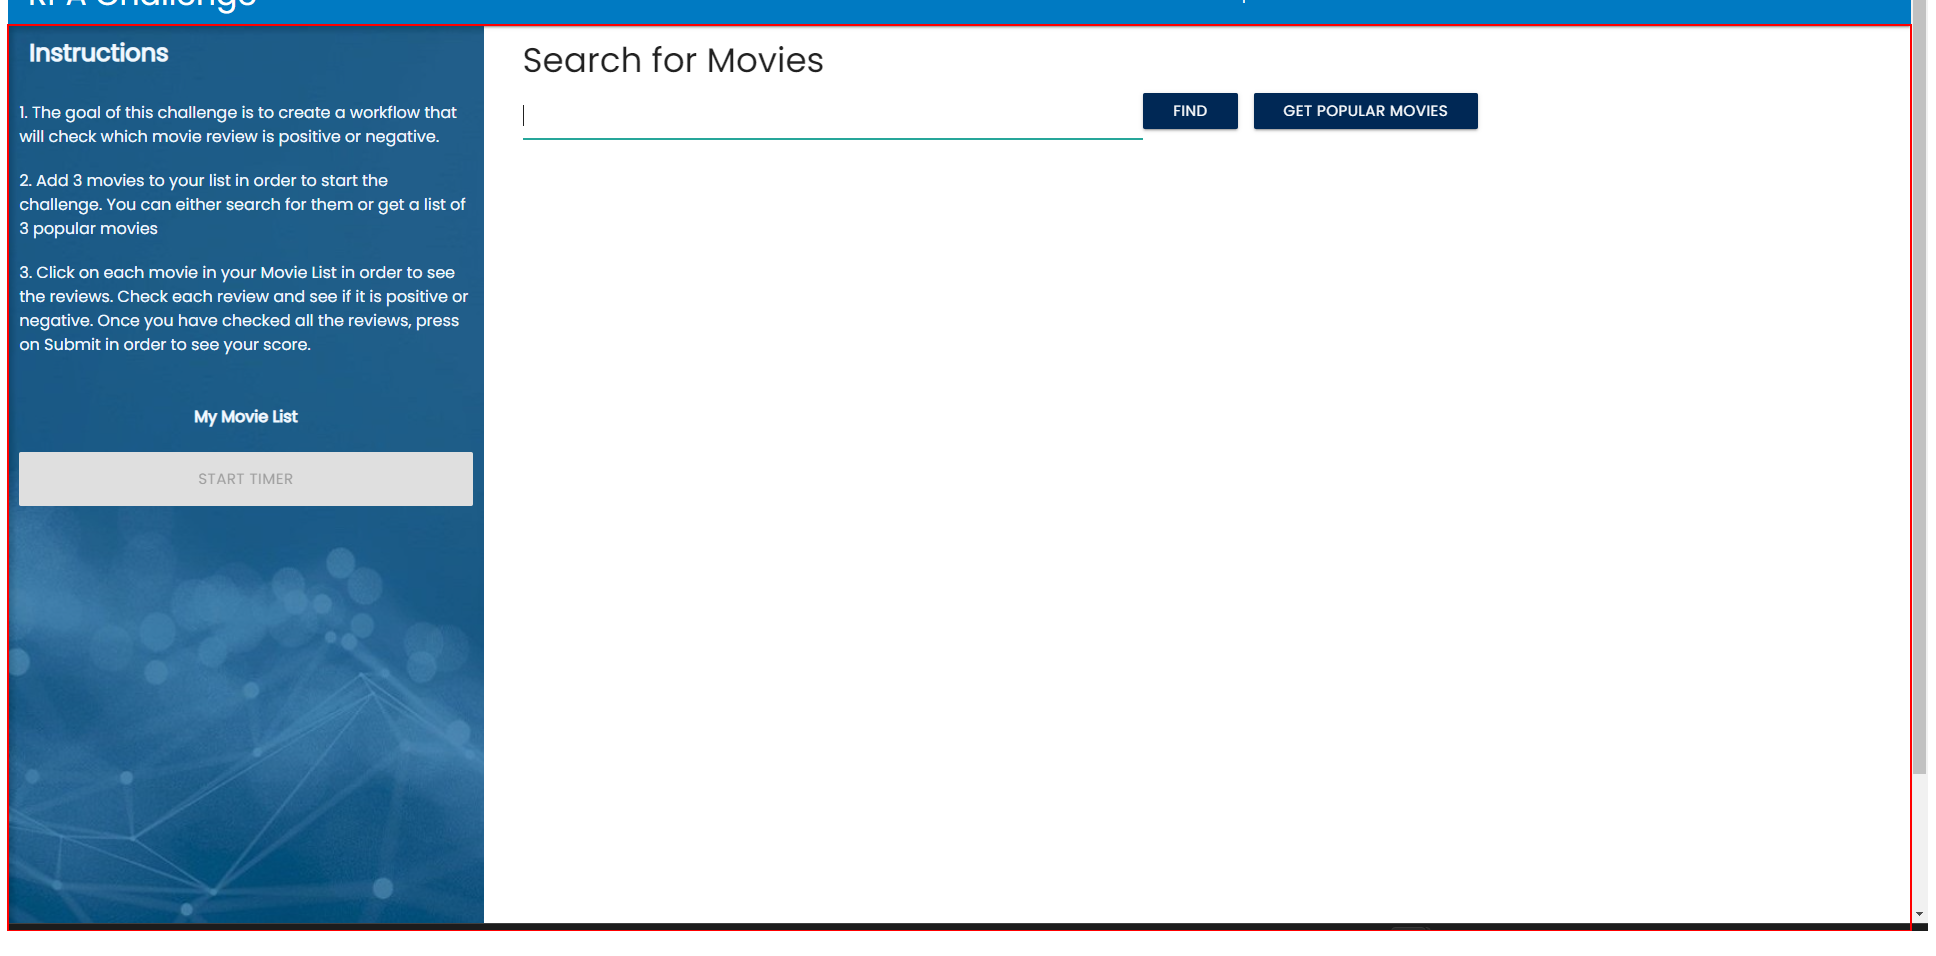 RPA Challenge
Instructions
1. The goal of this challenge is to create a workflow that
will check which movie review is positive or negative.
2. Add 3 movies to your list in order to start the
challenge. You can either search for them or get a list of
3 popular movies
3. Click on each movie in your Movie List in order to see
the reviews. Check each review and see if it is positive or
negative. Once you have checked all the reviews, press
on Submit in order to see your score.
My Movie List
START TIMER
Search for Movies
FIND
GET POPULAR MOVIES